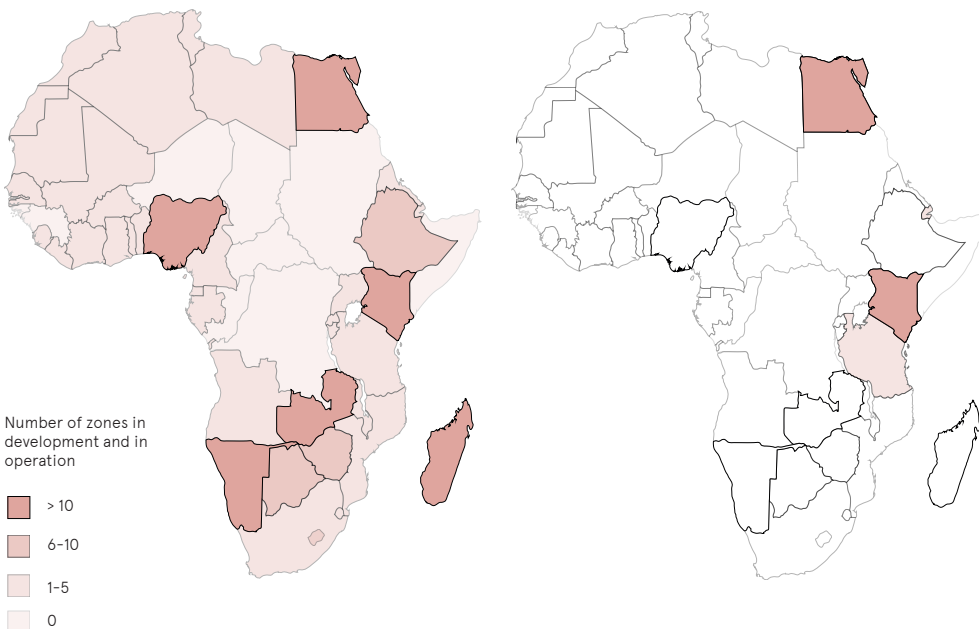 Number of zones in
development and in
operation
> 10
6–10
1–5
0